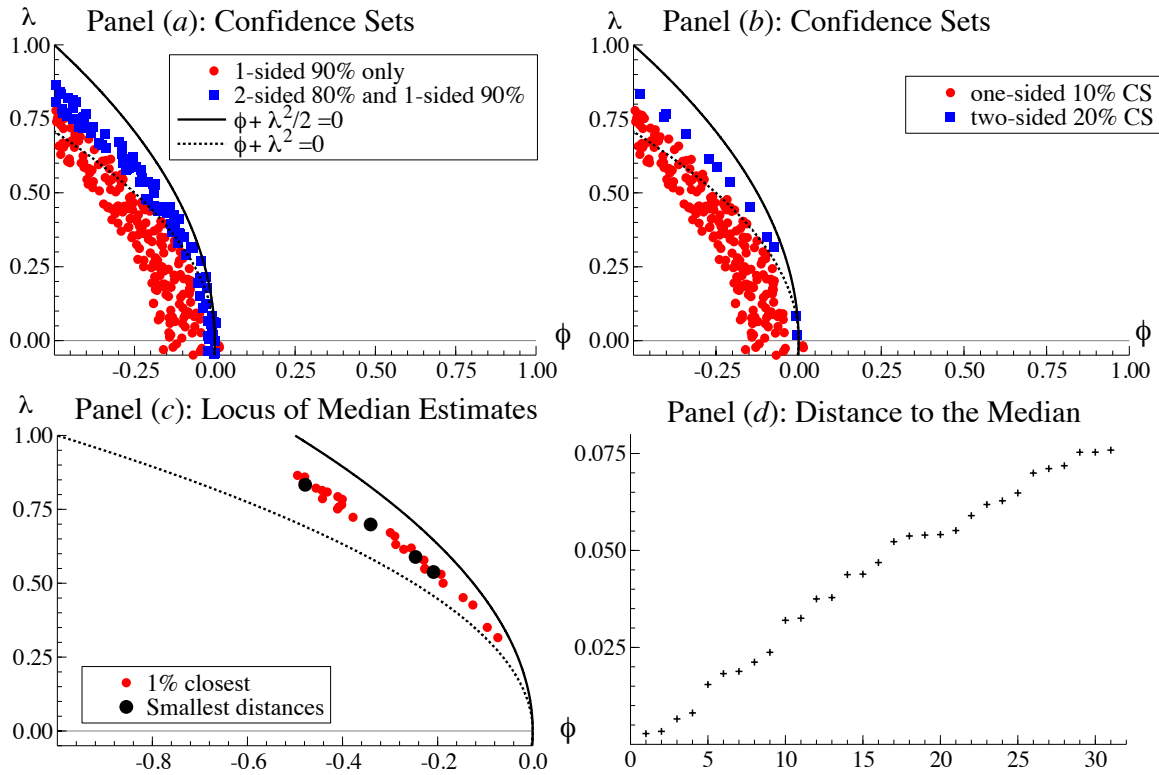 λ Panel (a): Confidence Sets
1.00
0.75
0.50
0.25
0.00
1-sided 90% only
2-sided 80% and 1-sided 90%
ϕ+ λ²/2 =0
ϕ+ λ² =0
ϕ
-0.25 0.00 0.25 0.50 0.75 1.00
λ Panel (b): Confidence Sets
1.00
0.75
0.50
0.25
0.00
one-sided 10% CS
two-sided 20% CS
ϕ
-0.25 0.00 0.25 0.50 0.75 1.00
λ Panel (c): Locus of Median Estimates
1.00
0.75
0.50
0.25
0.00
1% closest
Smallest distances
ϕ
-0.8 -0.6 -0.4 -0.2 0.0
Panel (d): Distance to the Median
0.075
0.050
0.025
0 5 10 15 20 25 30